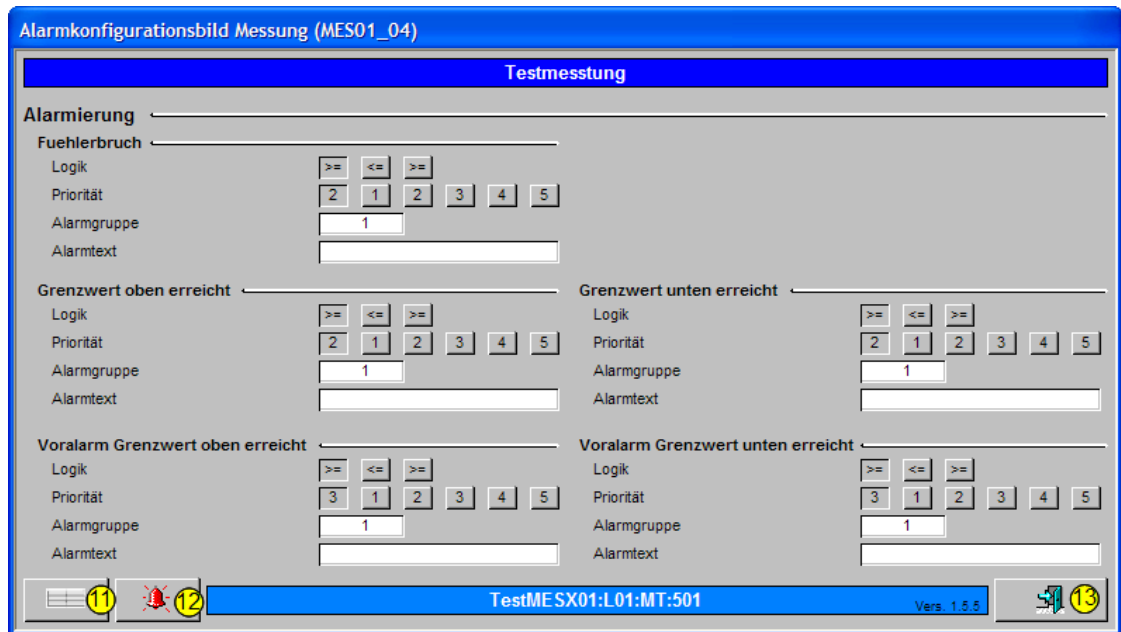 Alarmkonfigurationsbild Messung (MES01_04)
Testmesstung
Alarmierung
Fuehlerbruch
Logik >= <= >=
Priorität 2 1 2 3 4 5
Alarmgruppe 1
Alarmtext
Grenzwert oben erreicht
Logik >= <= >=
Priorität 2 1 2 3 4 5
Alarmgruppe 1
Alarmtext
Grenzwert unten erreicht
Logik >= <= >=
Priorität 2 1 2 3 4 5
Alarmgruppe 1
Alarmtext
Voralarm Grenzwert oben erreicht
Logik >= <= >=
Priorität 3 1 2 3 4 5
Alarmgruppe 1
Alarmtext
Voralarm Grenzwert unten erreicht
Logik >= <= >=
Priorität 3 1 2 3 4 5
Alarmgruppe 1
Alarmtext
11 12 TestMESX01:L01:MT:501 Vers. 1.5.5 13